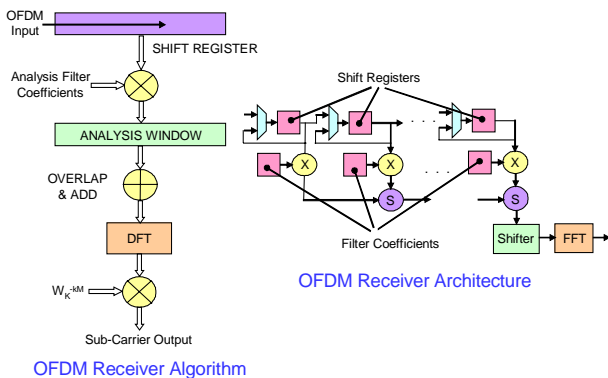 OFDM
Input
SHIFT REGISTER
Analysis Filter
Coefficients
X
ANALYSIS WINDOW
OVERLAP
& ADD
DFT
W_K^-kM
Sub-Carrier Output
OFDM Receiver Algorithm
Shift Registers
. . .
X
X
. . .
X
S
S
Filter Coefficients
Shifter
FFT
OFDM Receiver Architecture